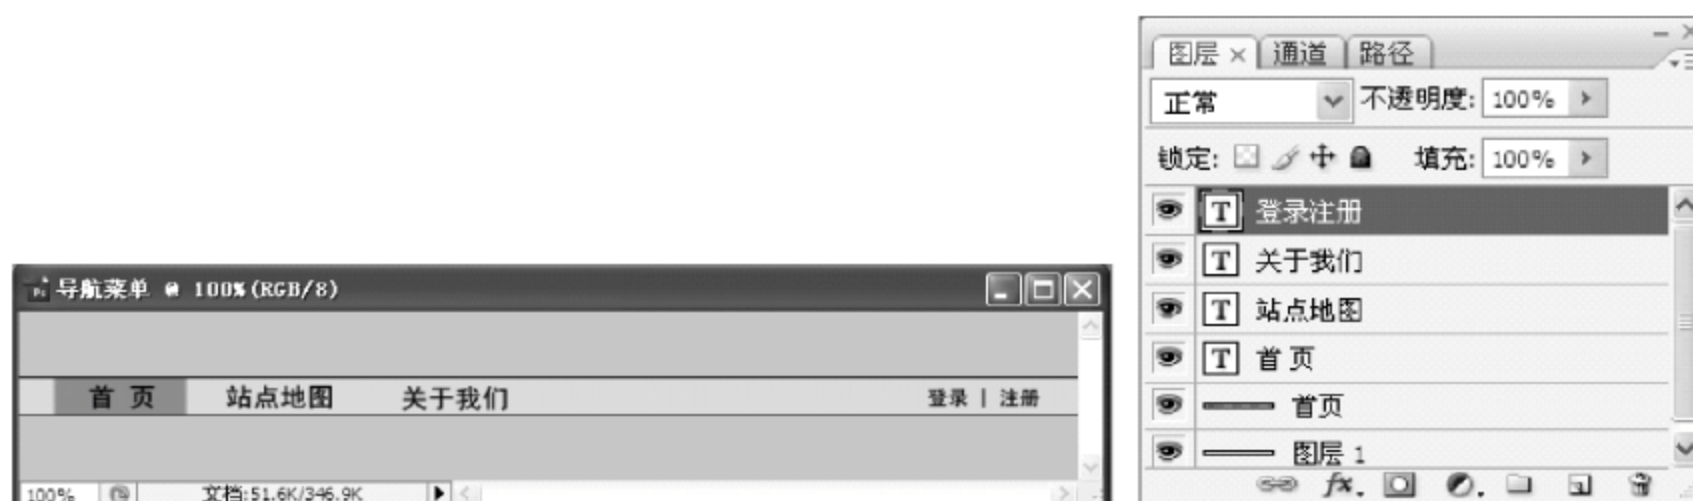 导航菜单 @ 100%(RGB/8)
首 页 站点地图 关于我们 登录 | 注册
100% 文档:51.6K/346.9K
图层 × 通道 路径
正常 不透明度: 100%
锁定: 填充: 100%
T 登录注册
T 关于我们
T 站点地图
T 首 页
首页
图层 1
fx.